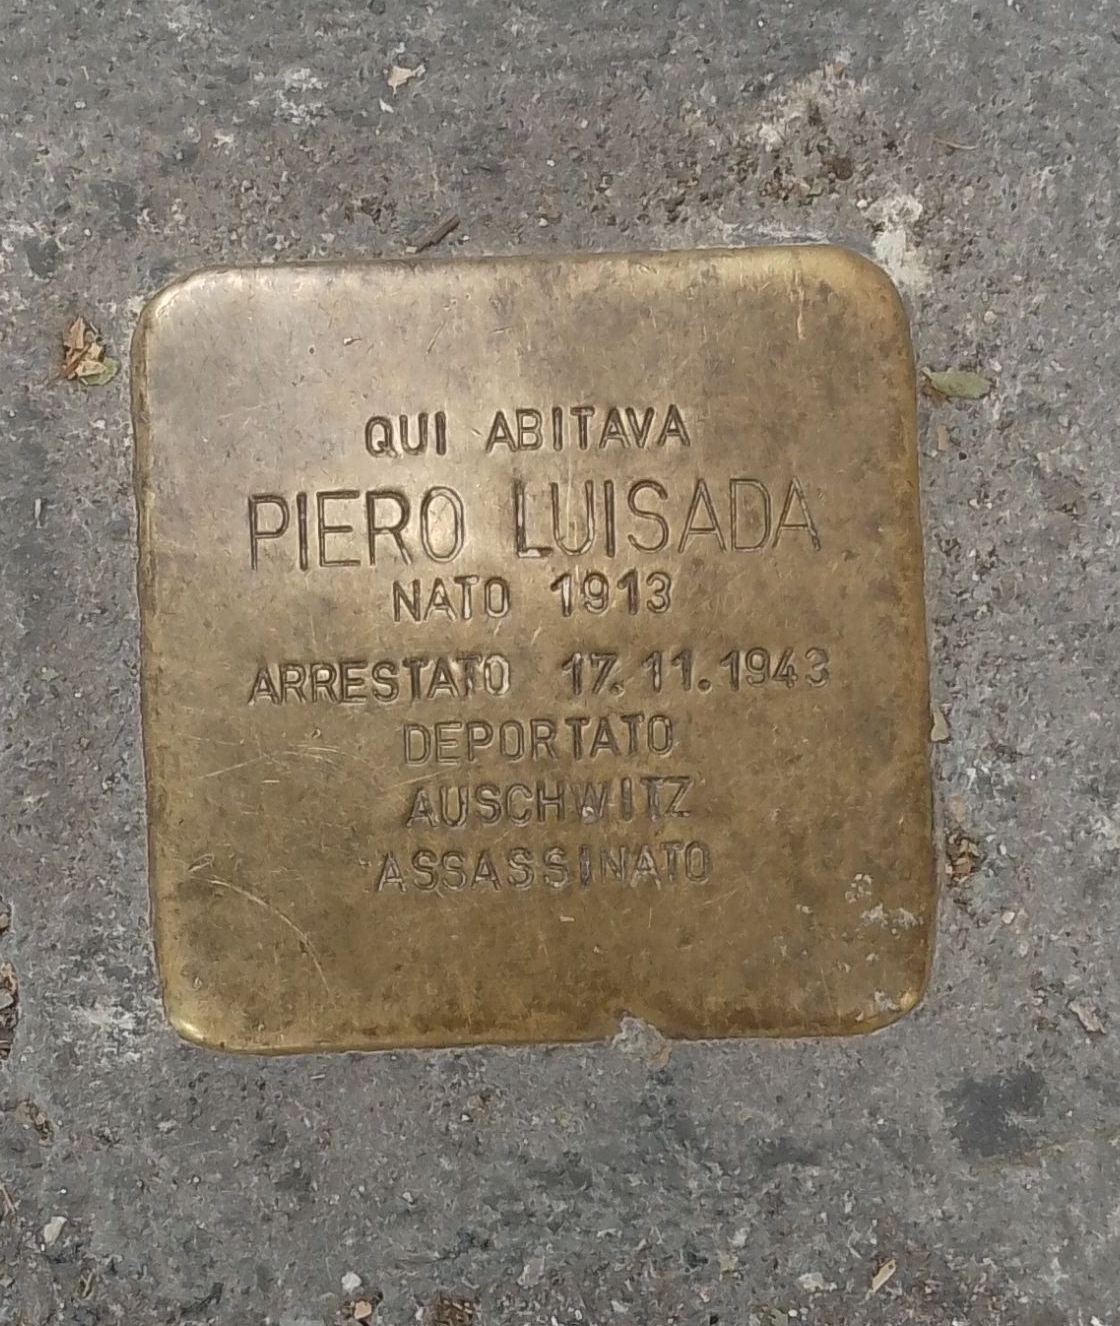 QUI ABITAVA
PIERO LUISADA
NATO 1913
ARRESTATO 17.11.1943
DEPORTATO
AUSCHWITZ
ASSASSINATO